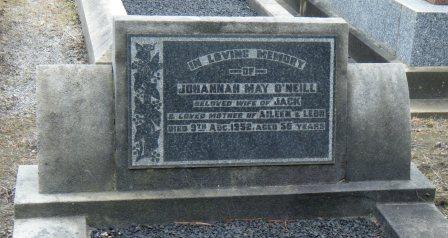 IN LOVING MEMORY
OF
JOHANNAH MAY O'NEILL
BELOVED WIFE OF JACK
& LOVED MOTHER OF AILEEN & LEON
DIED 9TH AUG. 1952, AGED 56 YEARS